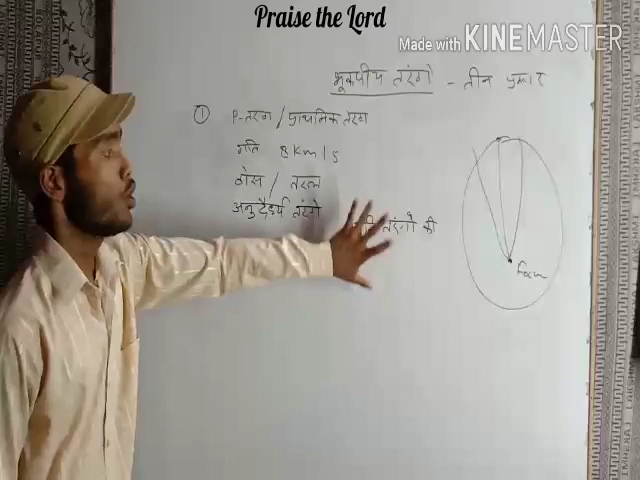 Praise the Lord
Made with KINEMASTER
भूकंपीय तरंगे - तीन प्रकार
① P-तरंग / प्राथमिक तरंग
गति 8 km/s
ठोस / तरल
अनुदैर्ध्य तरंगे
तरंगों की
Focus